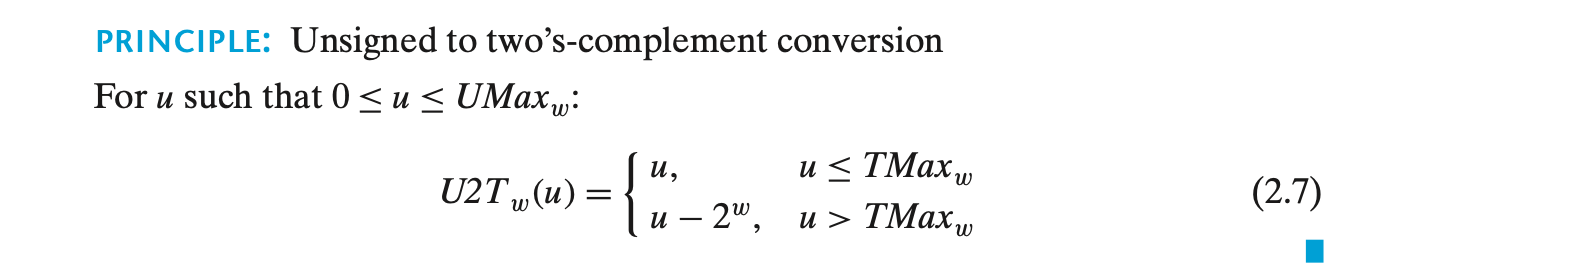 PRINCIPLE: Unsigned to two’s-complement conversion
For u such that 0 ≤ u ≤ UMax_w:
u, u ≤ TMax_w
U2T_w(u) = { (2.7)
u − 2^w, u > TMax_w